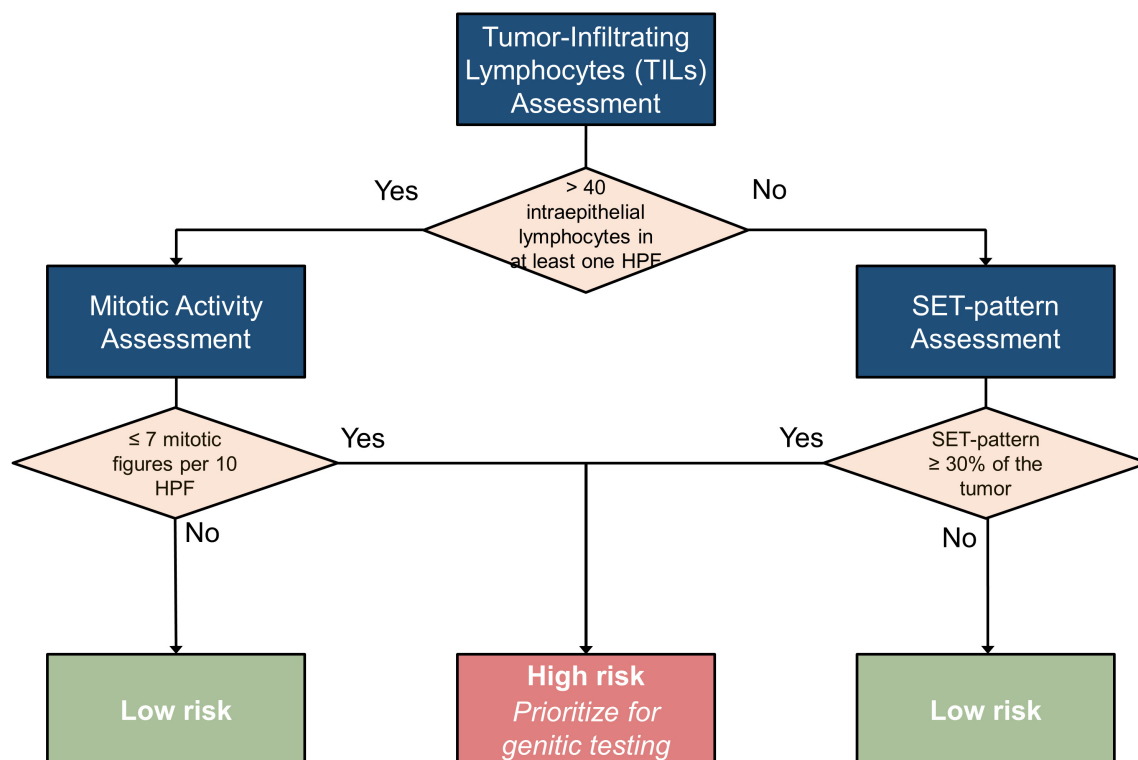 Tumor-Infiltrating
Lymphocytes (TILs)
Assessment
Yes
> 40
intraepithelial
lymphocytes in
at least one HPF
No
Mitotic Activity
Assessment
SET-pattern
Assessment
≤ 7 mitotic
figures per 10
HPF
Yes
Yes
SET-pattern
≥ 30% of the
tumor
No
No
Low risk
High risk
Prioritize for
genitic testing
Low risk